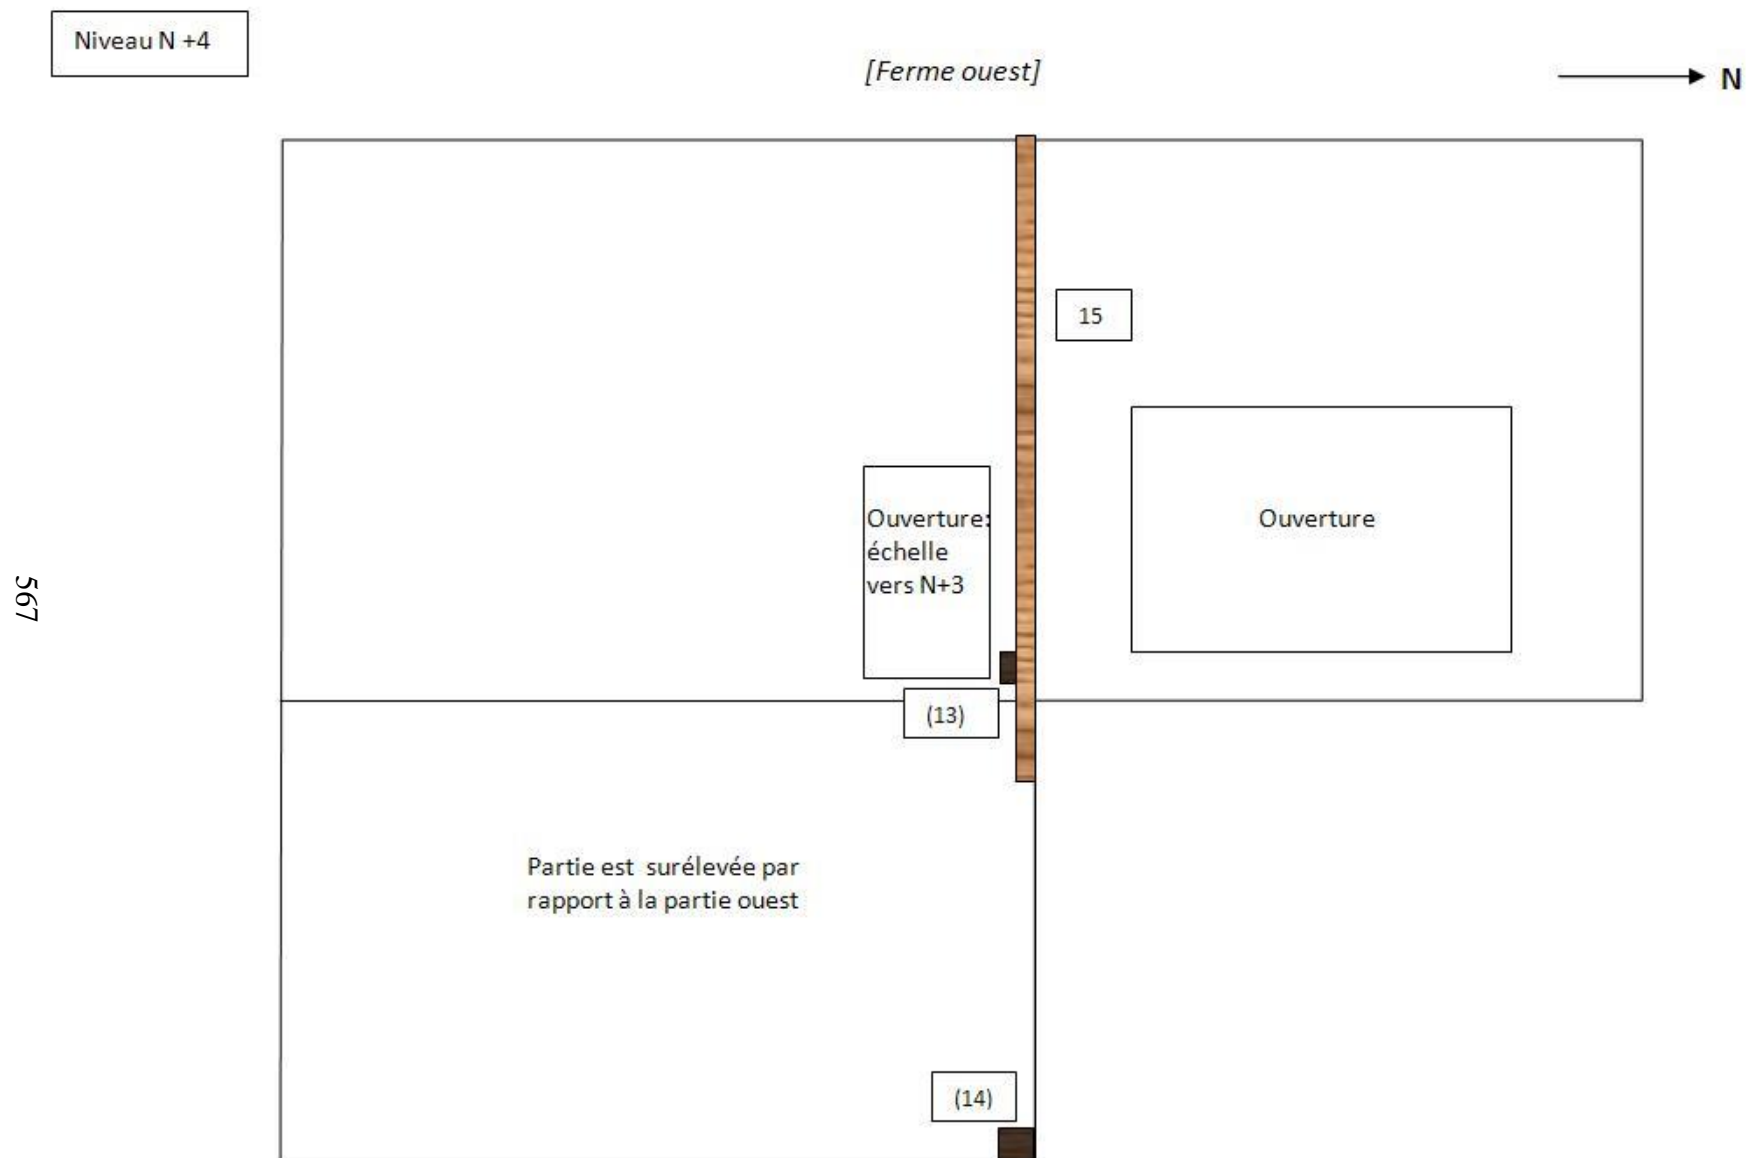 Niveau N +4
[Ferme ouest]
N
15
Ouverture:
échelle
vers N+3
Ouverture
567
(13)
Partie est surélevée par
rapport à la partie ouest
(14)